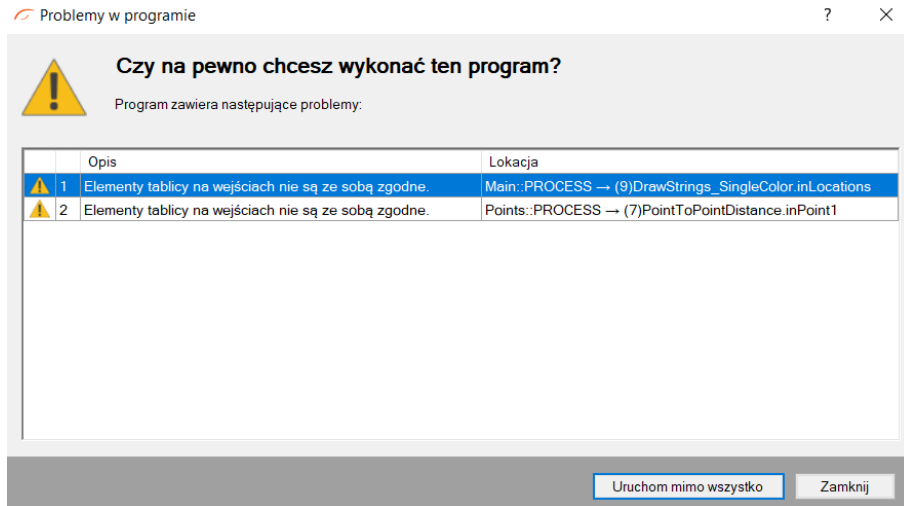 Problemy w programie ? ×
Czy na pewno chcesz wykonać ten program?
Program zawiera następujące problemy:
Opis Lokacja
1 Elementy tablicy na wejściach nie są ze sobą zgodne. Main::PROCESS → (9)DrawStrings_SingleColor.inLocations
2 Elementy tablicy na wejściach nie są ze sobą zgodne. Points::PROCESS → (7)PointToPointDistance.inPoint1
Uruchom mimo wszystko Zamknij